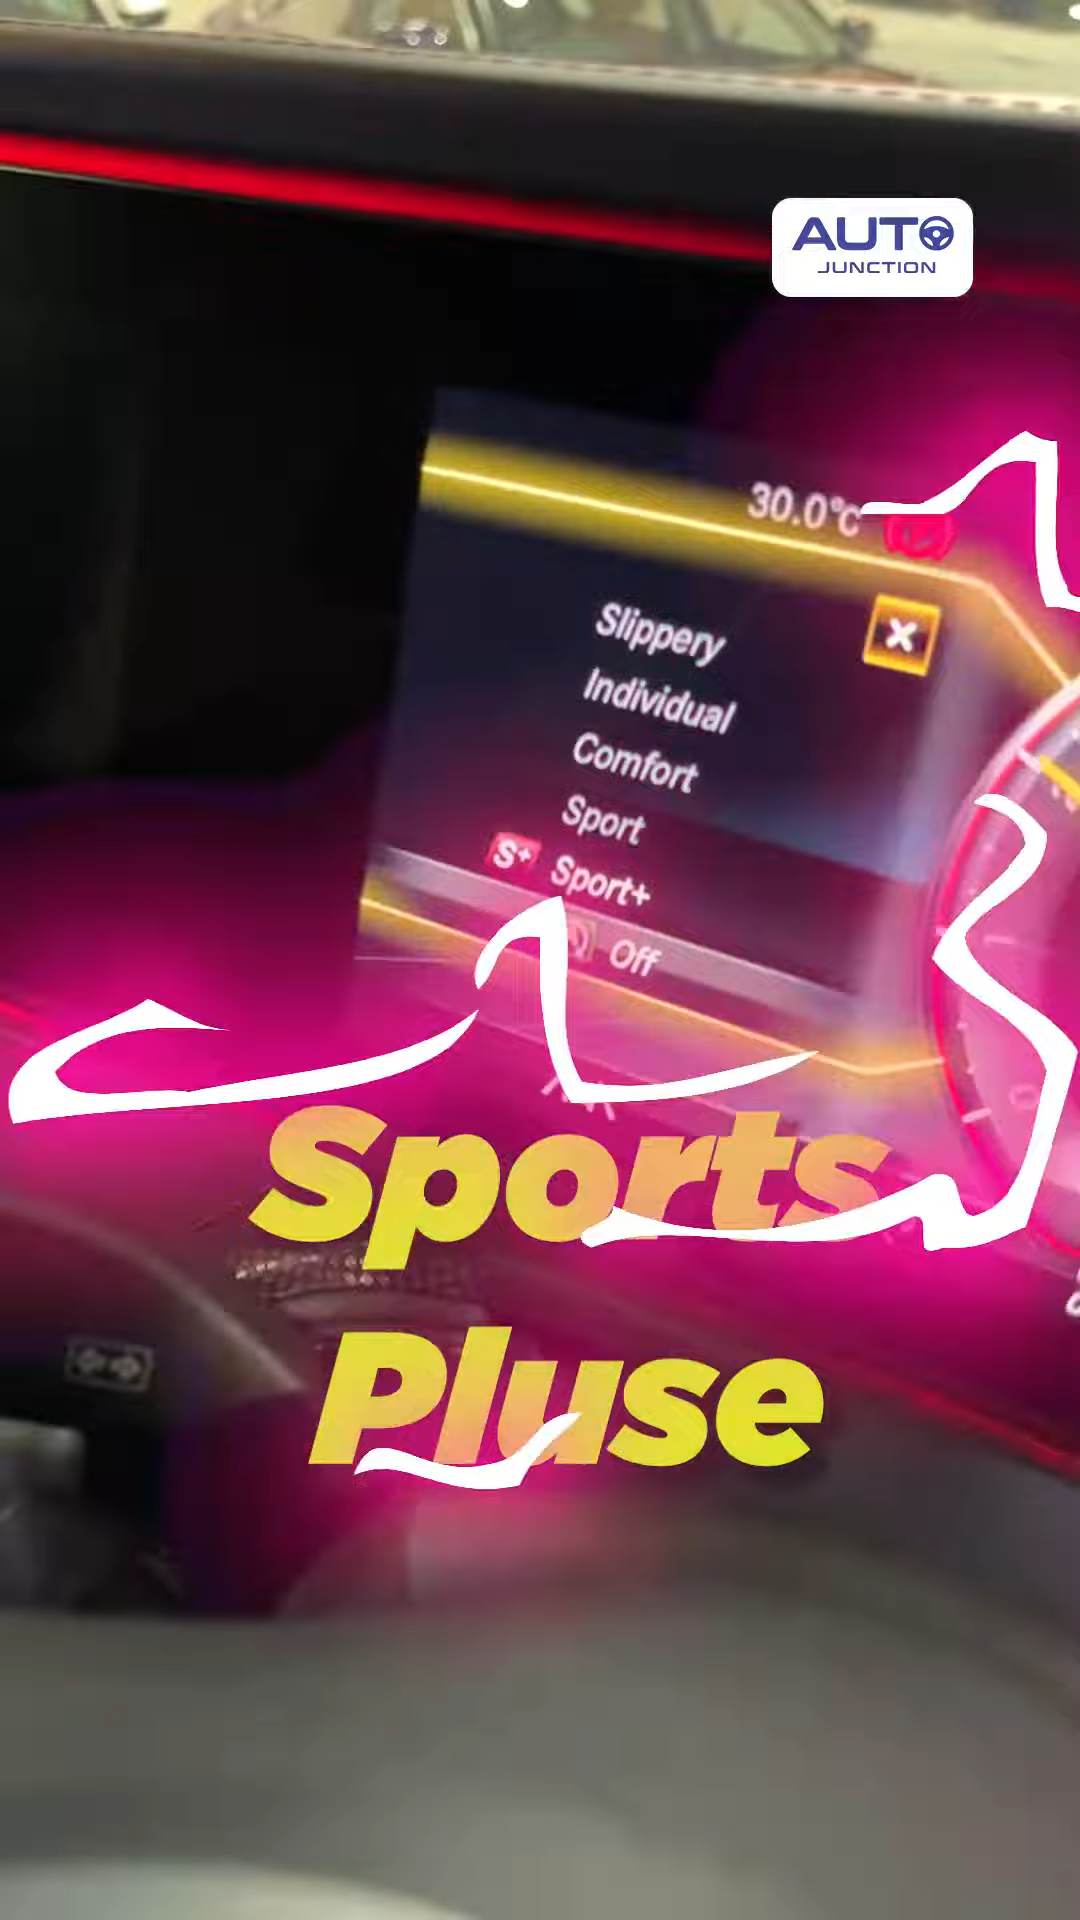 AUTO
JUNCTION
30.0°C
Slippery
Individual
Comfort
Sport
S+ Sport+
Off
Sports
Pluse